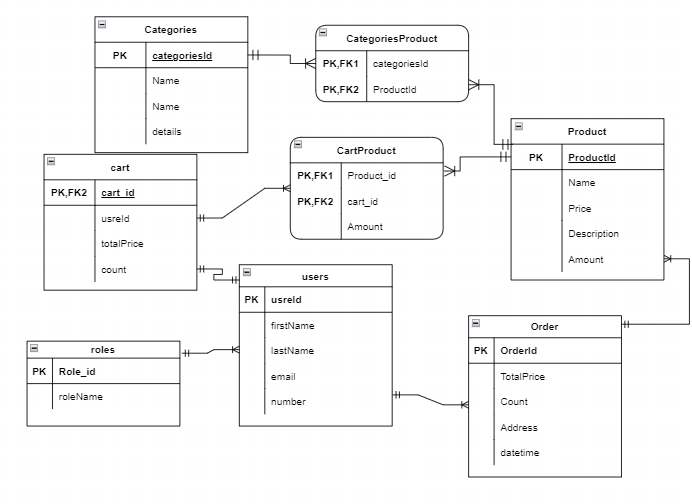 Categories
PK categoriesId
Name
Name
details
CategoriesProduct
PK,FK1 categoriesId
PK,FK2 ProductId
Product
PK ProductId
Name
Price
Description
Amount
CartProduct
PK,FK1 Product_id
PK,FK2 cart_id
Amount
cart
PK,FK2 cart_id
usreId
totalPrice
count
users
PK usreId
firstName
lastName
email
number
roles
PK Role_id
roleName
Order
PK OrderId
TotalPrice
Count
Address
datetime